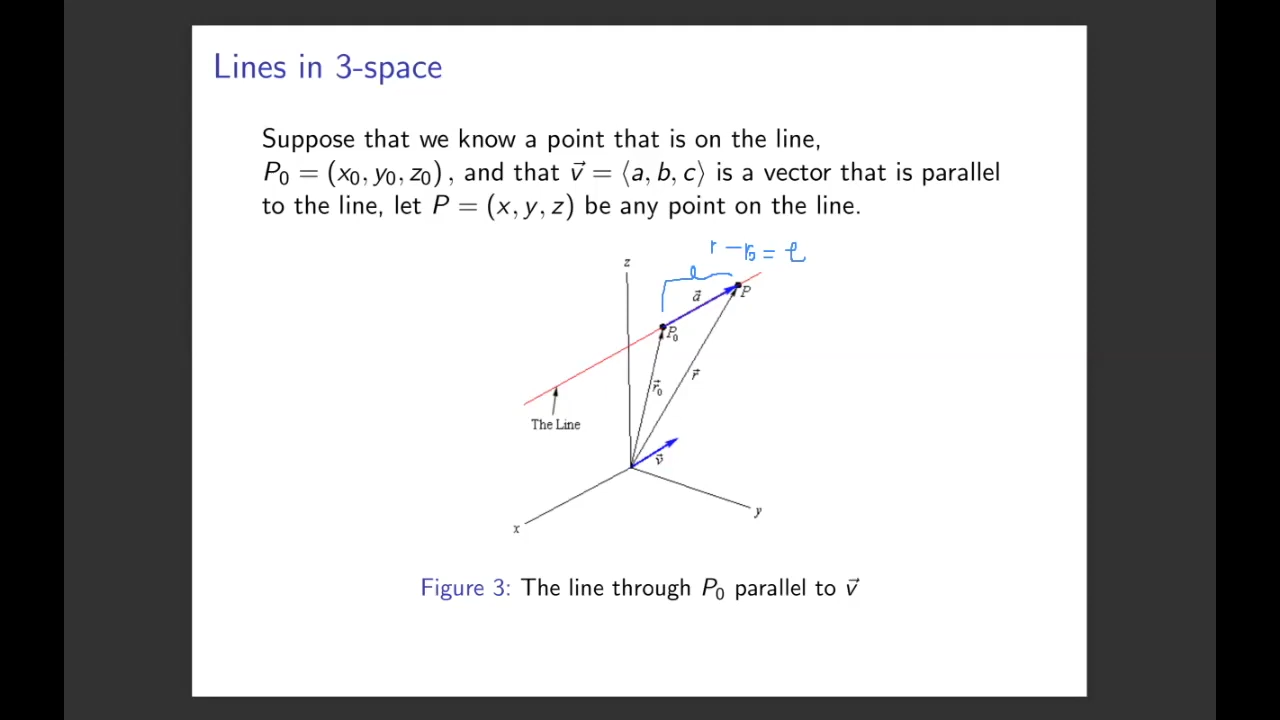 Lines in 3-space
Suppose that we know a point that is on the line,
P₀ = (x₀, y₀, z₀), and that v⃗ = ⟨a, b, c⟩ is a vector that is parallel
to the line, let P = (x, y, z) be any point on the line.
r − r₀ =
z
a⃗
P
P₀
r⃗
r⃗₀
The Line
v⃗
x
y
Figure 3: The line through P₀ parallel to v⃗